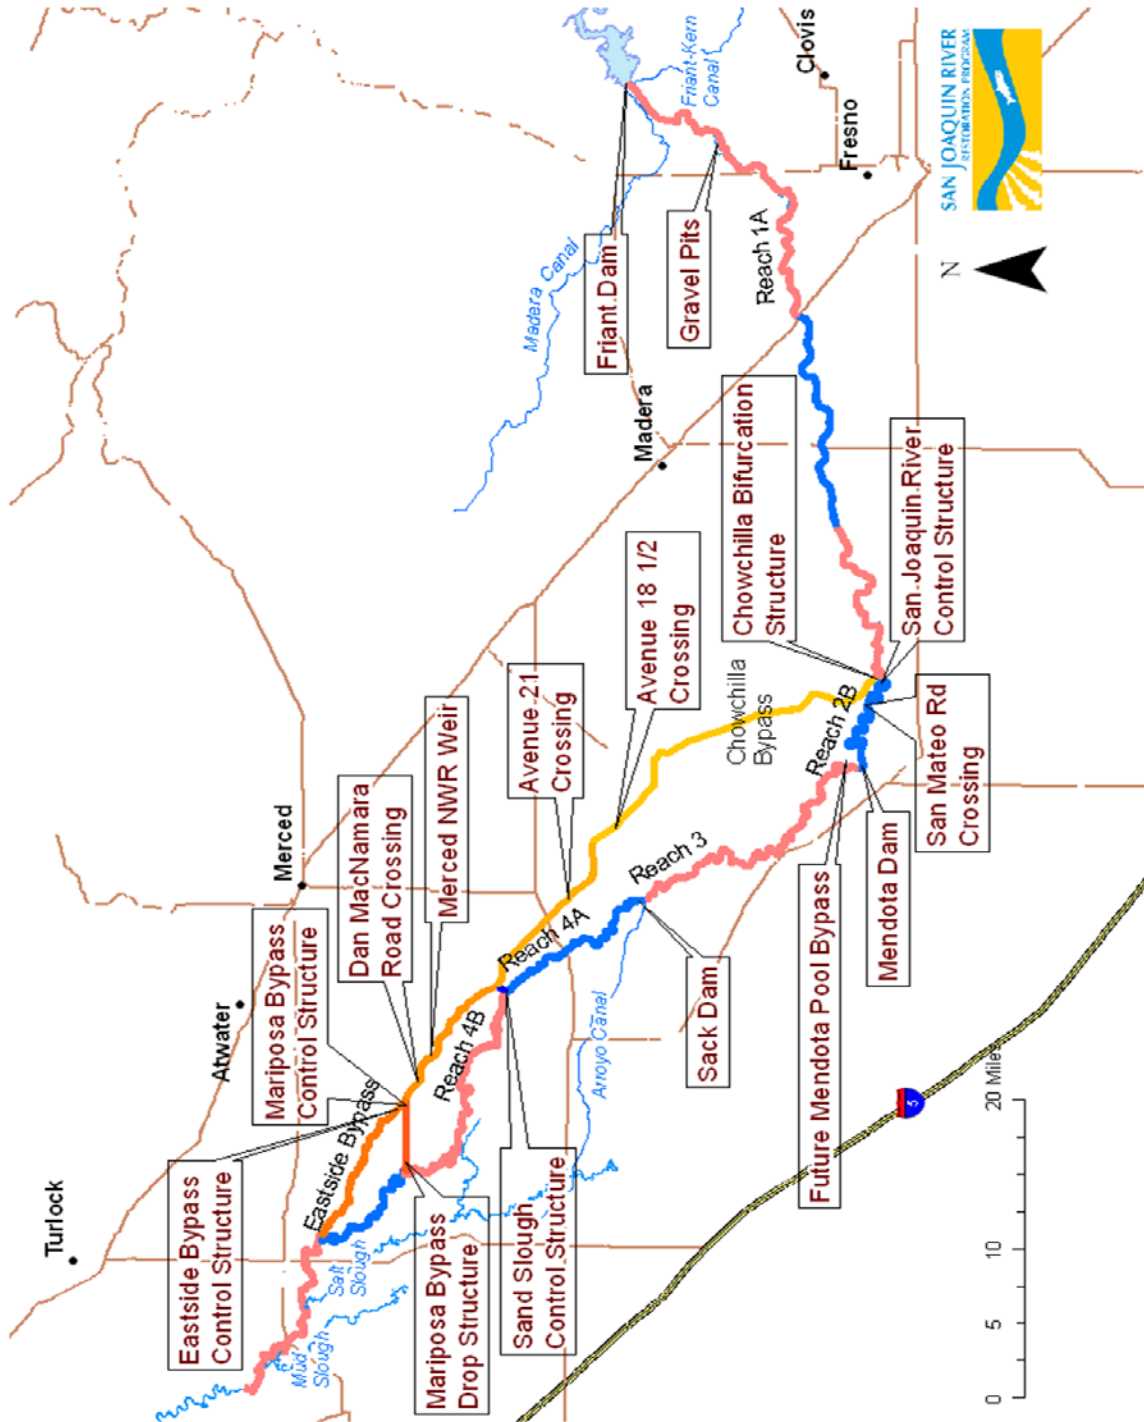 Turlock
Atwater
Merced
Madera
Clovis
Fresno
Eastside Bypass
Control Structure
Mariposa Bypass
Control Structure
Dan MacNamara
Road Crossing
Merced NWR Weir
Avenue 21
Crossing
Avenue 18 1/2
Crossing
Chowchilla Bifurcation
Structure
San Joaquin River
Control Structure
San Mateo Rd
Crossing
Mendota Dam
Future Mendota Pool Bypass
Sack Dam
Sand Slough
Control Structure
Mariposa Bypass
Drop Structure
Friant Dam
Gravel Pits
Madera Canal
Friant-Kern
Canal
Reach 1A
Reach 2B
Reach 3
Reach 4A
Reach 4B
Chowchilla
Bypass
Eastside Bypass
Arroyo Canal
Salt
Slough
Mud
Slough
5
0 5 10 20 Miles
N
SAN JOAQUIN RIVER
RESTORATION PROGRAM